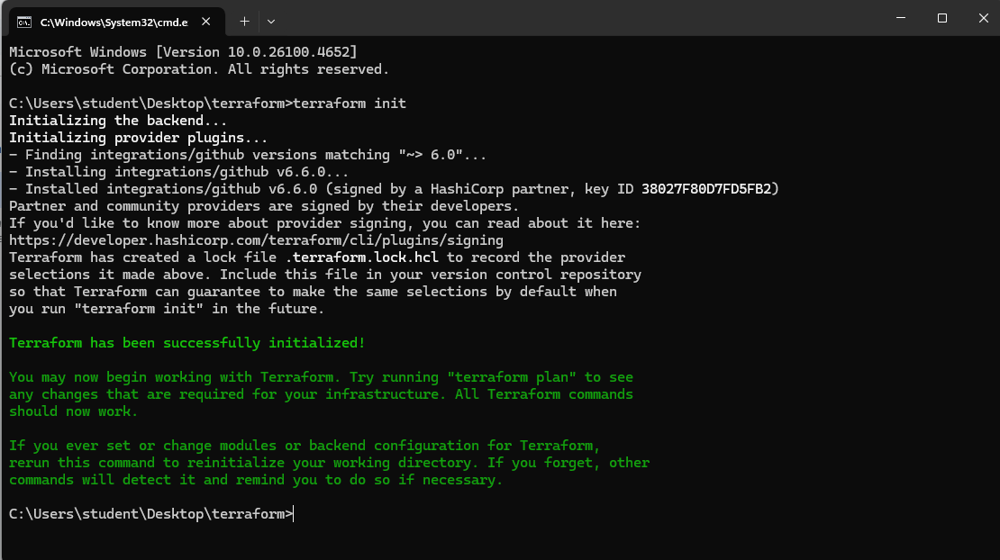 C:\Windows\System32\cmd.e
Microsoft Windows [Version 10.0.26100.4652]
(c) Microsoft Corporation. All rights reserved.
C:\Users\student\Desktop\terraform>terraform init
Initializing the backend...
Initializing provider plugins...
- Finding integrations/github versions matching "~> 6.0"...
- Installing integrations/github v6.6.0...
- Installed integrations/github v6.6.0 (signed by a HashiCorp partner, key ID 38027F80D7FD5FB2)
Partner and community providers are signed by their developers.
If you'd like to know more about provider signing, you can read about it here:
https://developer.hashicorp.com/terraform/cli/plugins/signing
Terraform has created a lock file .terraform.lock.hcl to record the provider
selections it made above. Include this file in your version control repository
so that Terraform can guarantee to make the same selections by default when
you run "terraform init" in the future.
Terraform has been successfully initialized!
You may now begin working with Terraform. Try running "terraform plan" to see
any changes that are required for your infrastructure. All Terraform commands
should now work.
If you ever set or change modules or backend configuration for Terraform,
rerun this command to reinitialize your working directory. If you forget, other
commands will detect it and remind you to do so if necessary.
C:\Users\student\Desktop\terraform>